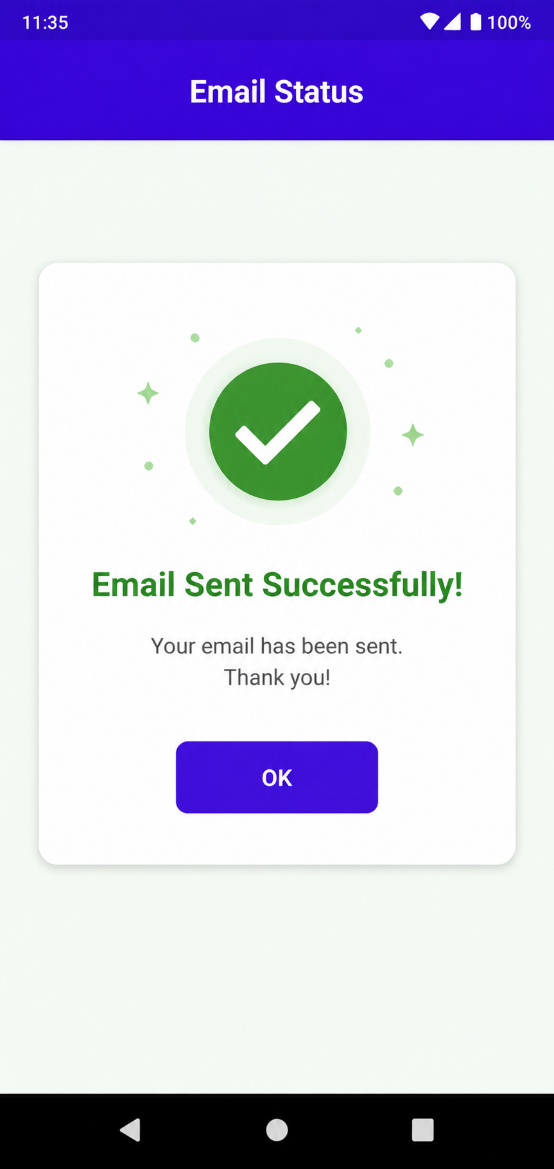 11:35
100%
Email Status
Email Sent Successfully!
Your email has been sent.
Thank you!
OK